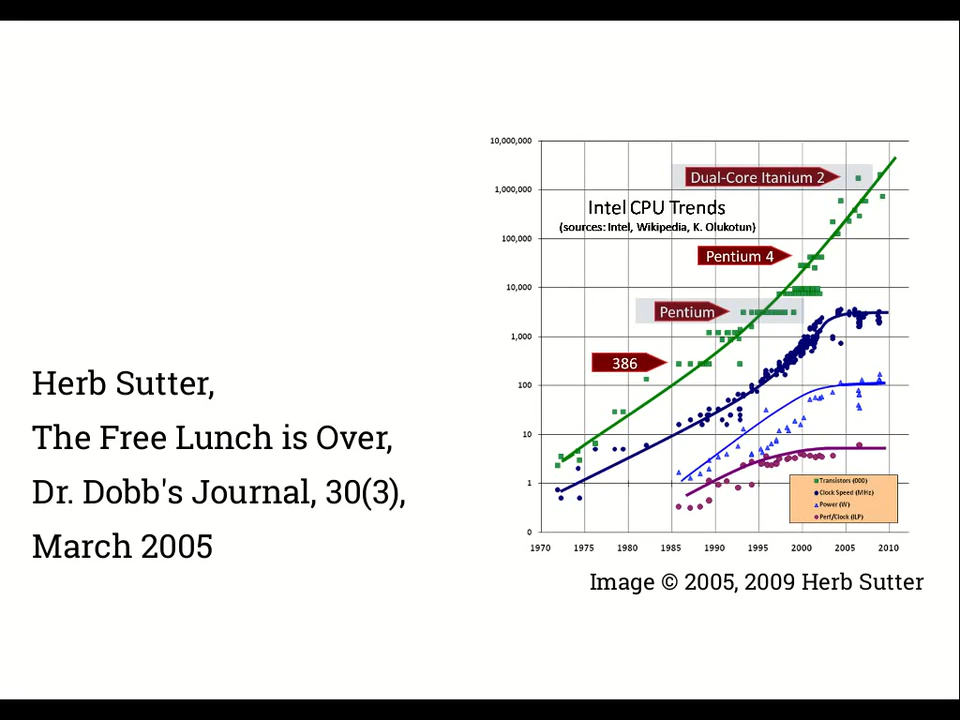 Herb Sutter,
The Free Lunch is Over,
Dr. Dobb's Journal, 30(3),
March 2005
10,000,000
1,000,000
100,000
10,000
1,000
100
10
1
0
Dual-Core Itanium 2
Intel CPU Trends
(sources: Intel, Wikipedia, K. Olukotun)
Pentium 4
Pentium
386
Transistors (000)
Clock Speed (MHz)
Power (W)
Perf/Clock (ILP)
1970 1975 1980 1985 1990 1995 2000 2005 2010
Image © 2005, 2009 Herb Sutter